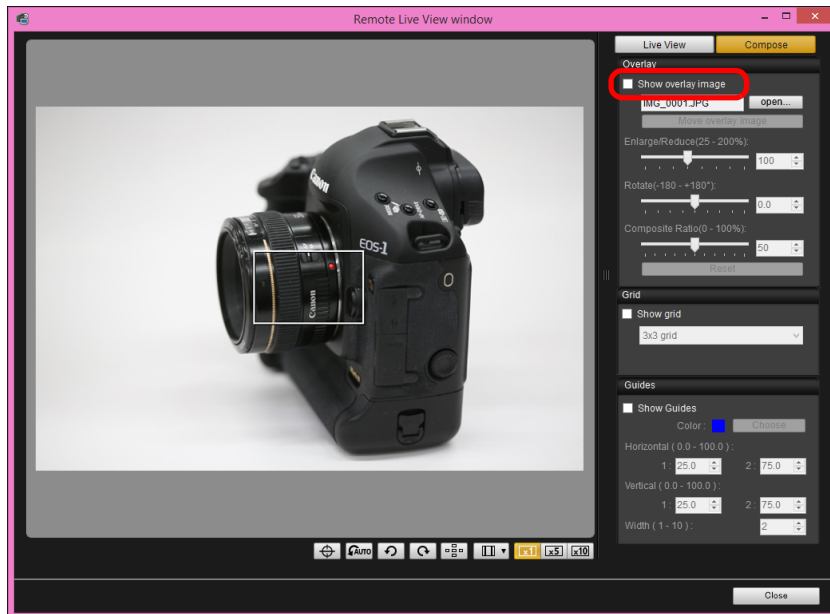 Remote Live View window
Live View
Compose
Overlay
Show overlay image
IMG_0001.JPG
open...
Move overlay image
Enlarge/Reduce(25 - 200%):
100
Rotate(-180 - +180°):
0.0
Composite Ratio(0 - 100%):
50
Reset
Grid
Show grid
3x3 grid
Guides
Show Guides
Color :
Choose
Horizontal ( 0.0 - 100.0 ) :
1 : 25.0 2 : 75.0
Vertical ( 0.0 - 100.0 ) :
1 : 25.0 2 : 75.0
Width ( 1 - 10 ) :
2
Canon
EOS-1
Canon
AUTO
x1
x5
x10
Close